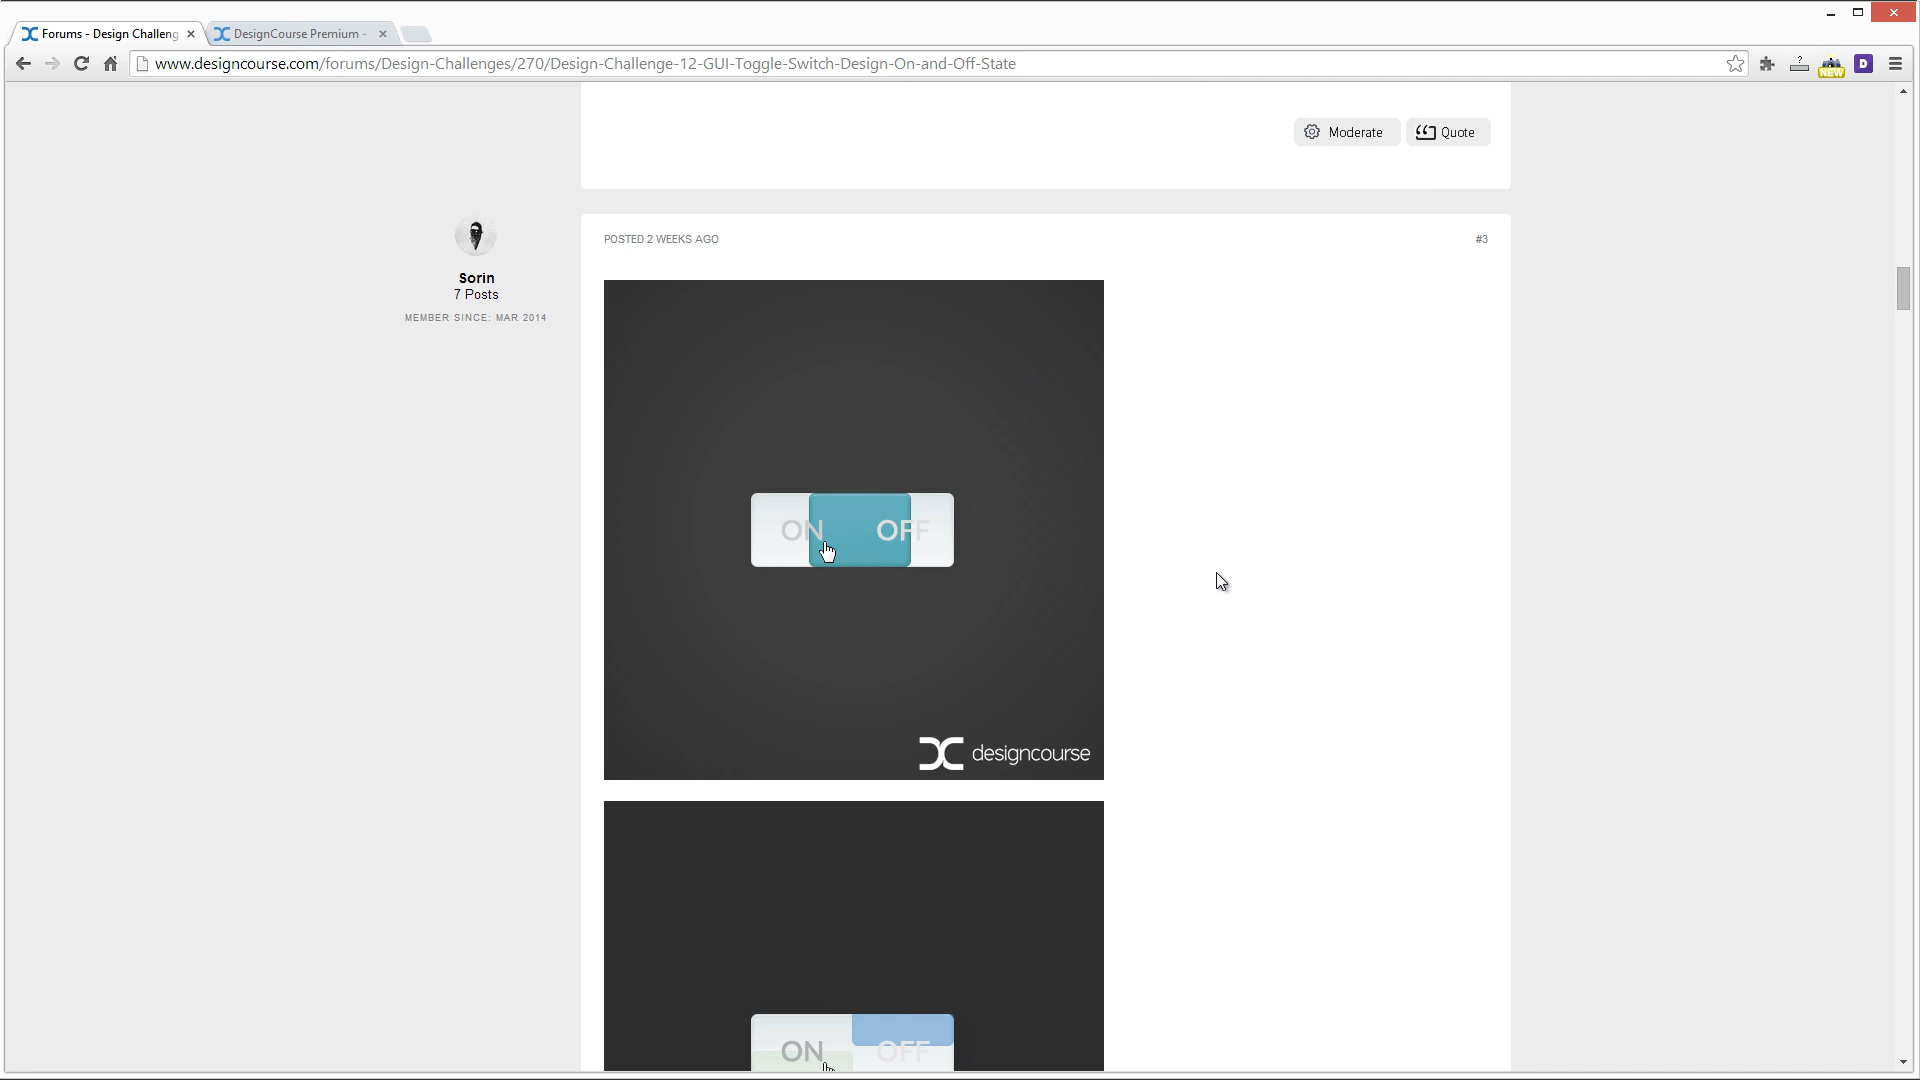 Forums - Design Challeng
DesignCourse Premium -
www.designcourse.com/forums/Design-Challenges/270/Design-Challenge-12-GUI-Toggle-Switch-Design-On-and-Off-State
?
NEW
D
Moderate
Quote
POSTED 2 WEEKS AGO
#3
Sorin
7 Posts
MEMBER SINCE: MAR 2014
ON OFF
designcourse
ON OFF